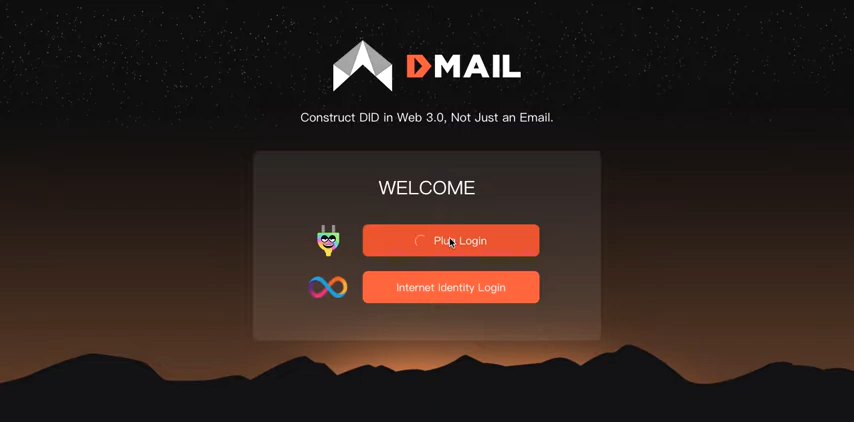 DMAIL
Construct DID in Web 3.0, Not Just an Email.
WELCOME
Plug Login
Internet Identity Login